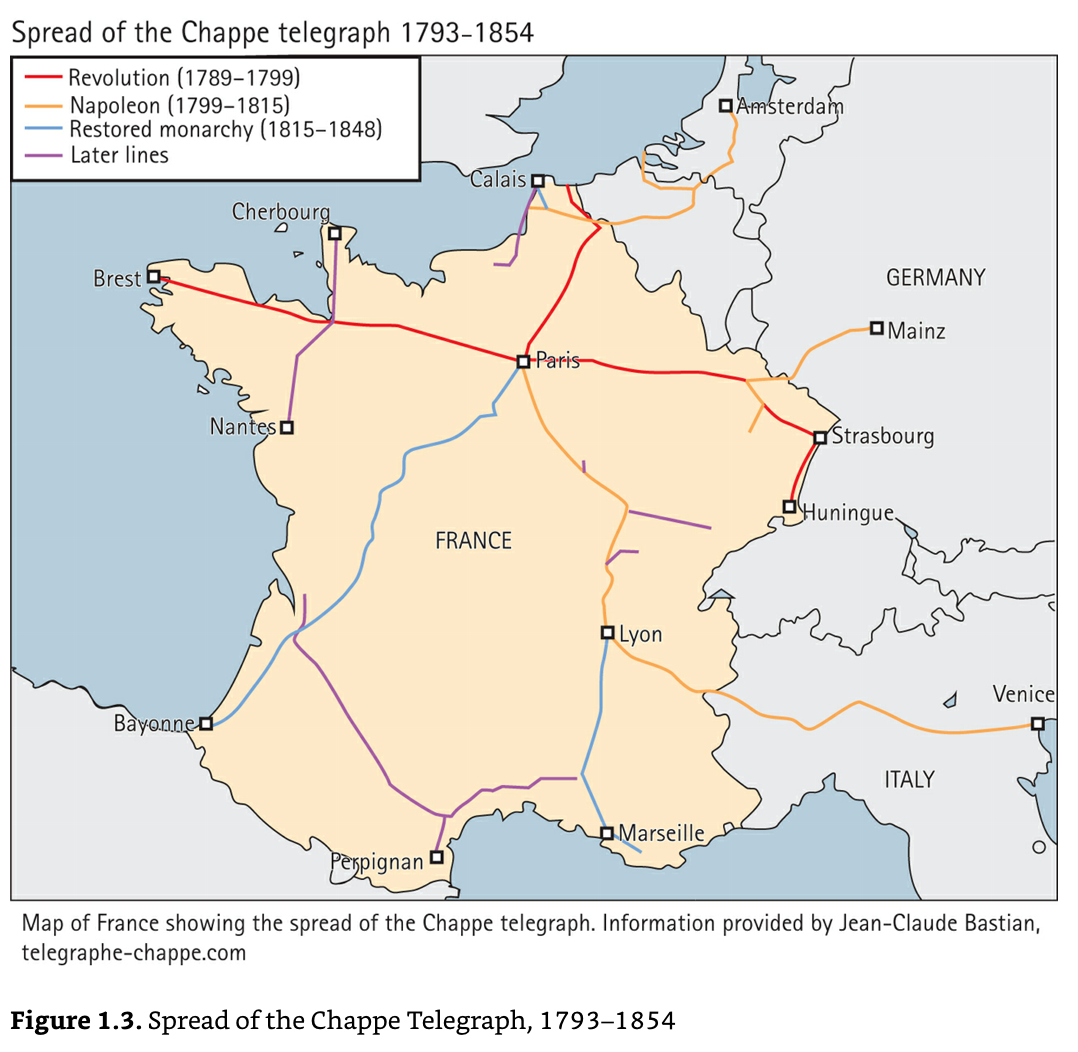 Spread of the Chappe telegraph 1793–1854
Revolution (1789–1799)
Napoleon (1799–1815)
Restored monarchy (1815–1848)
Later lines
Amsterdam
Calais
Cherbourg
Brest
GERMANY
Mainz
Paris
Nantes
Strasbourg
Huningue
FRANCE
Lyon
Venice
Bayonne
ITALY
Marseille
Perpignan
Map of France showing the spread of the Chappe telegraph. Information provided by Jean-Claude Bastian,
telegraphe-chappe.com
Figure 1.3. Spread of the Chappe Telegraph, 1793–1854